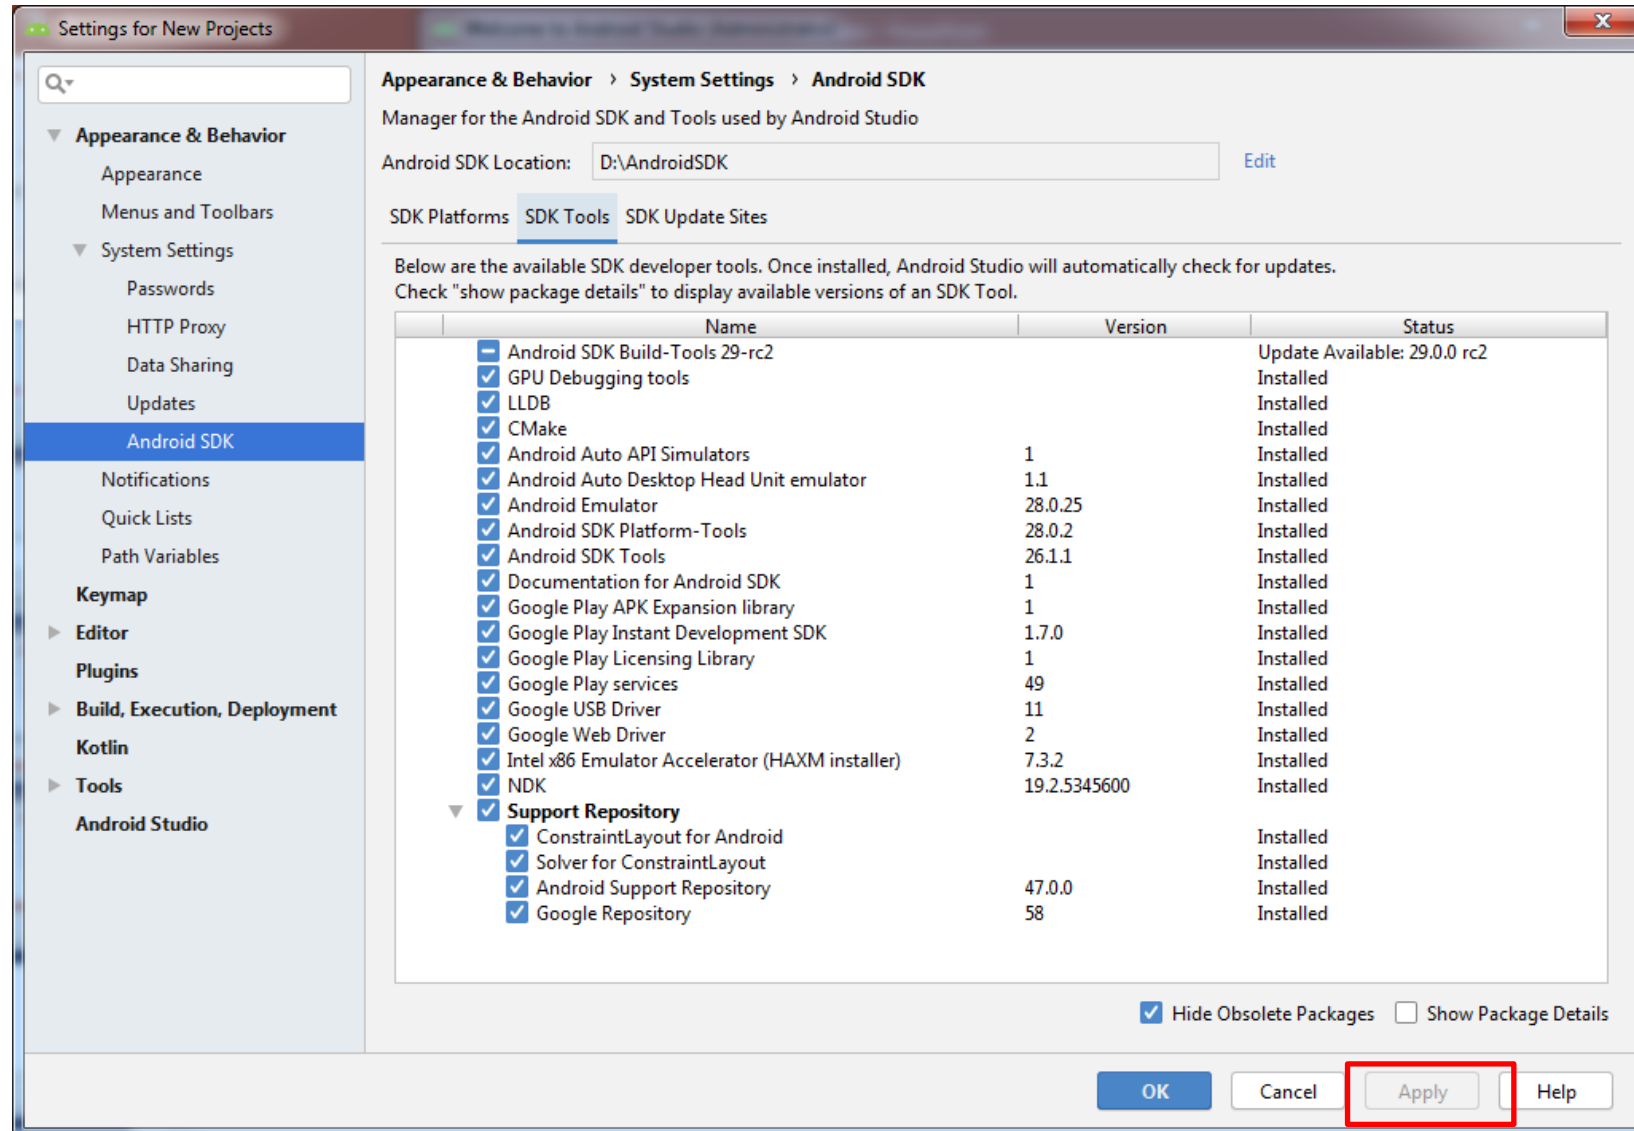 Settings for New Projects
Appearance & Behavior
Appearance
Menus and Toolbars
System Settings
Passwords
HTTP Proxy
Data Sharing
Updates
Android SDK
Notifications
Quick Lists
Path Variables
Keymap
Editor
Plugins
Build, Execution, Deployment
Kotlin
Tools
Android Studio
Appearance & Behavior › System Settings › Android SDK
Manager for the Android SDK and Tools used by Android Studio
Android SDK Location: D:\AndroidSDK Edit
SDK Platforms SDK Tools SDK Update Sites
Below are the available SDK developer tools. Once installed, Android Studio will automatically check for updates.
Check "show package details" to display available versions of an SDK Tool.
Name Version Status
Android SDK Build-Tools 29-rc2 Update Available: 29.0.0 rc2
GPU Debugging tools Installed
LLDB Installed
CMake Installed
Android Auto API Simulators 1 Installed
Android Auto Desktop Head Unit emulator 1.1 Installed
Android Emulator 28.0.25 Installed
Android SDK Platform-Tools 28.0.2 Installed
Android SDK Tools 26.1.1 Installed
Documentation for Android SDK 1 Installed
Google Play APK Expansion library 1 Installed
Google Play Instant Development SDK 1.7.0 Installed
Google Play Licensing Library 1 Installed
Google Play services 49 Installed
Google USB Driver 11 Installed
Google Web Driver 2 Installed
Intel x86 Emulator Accelerator (HAXM installer) 7.3.2 Installed
NDK 19.2.5345600 Installed
Support Repository
ConstraintLayout for Android Installed
Solver for ConstraintLayout Installed
Android Support Repository 47.0.0 Installed
Google Repository 58 Installed
Hide Obsolete Packages Show Package Details
OK Cancel Apply Help